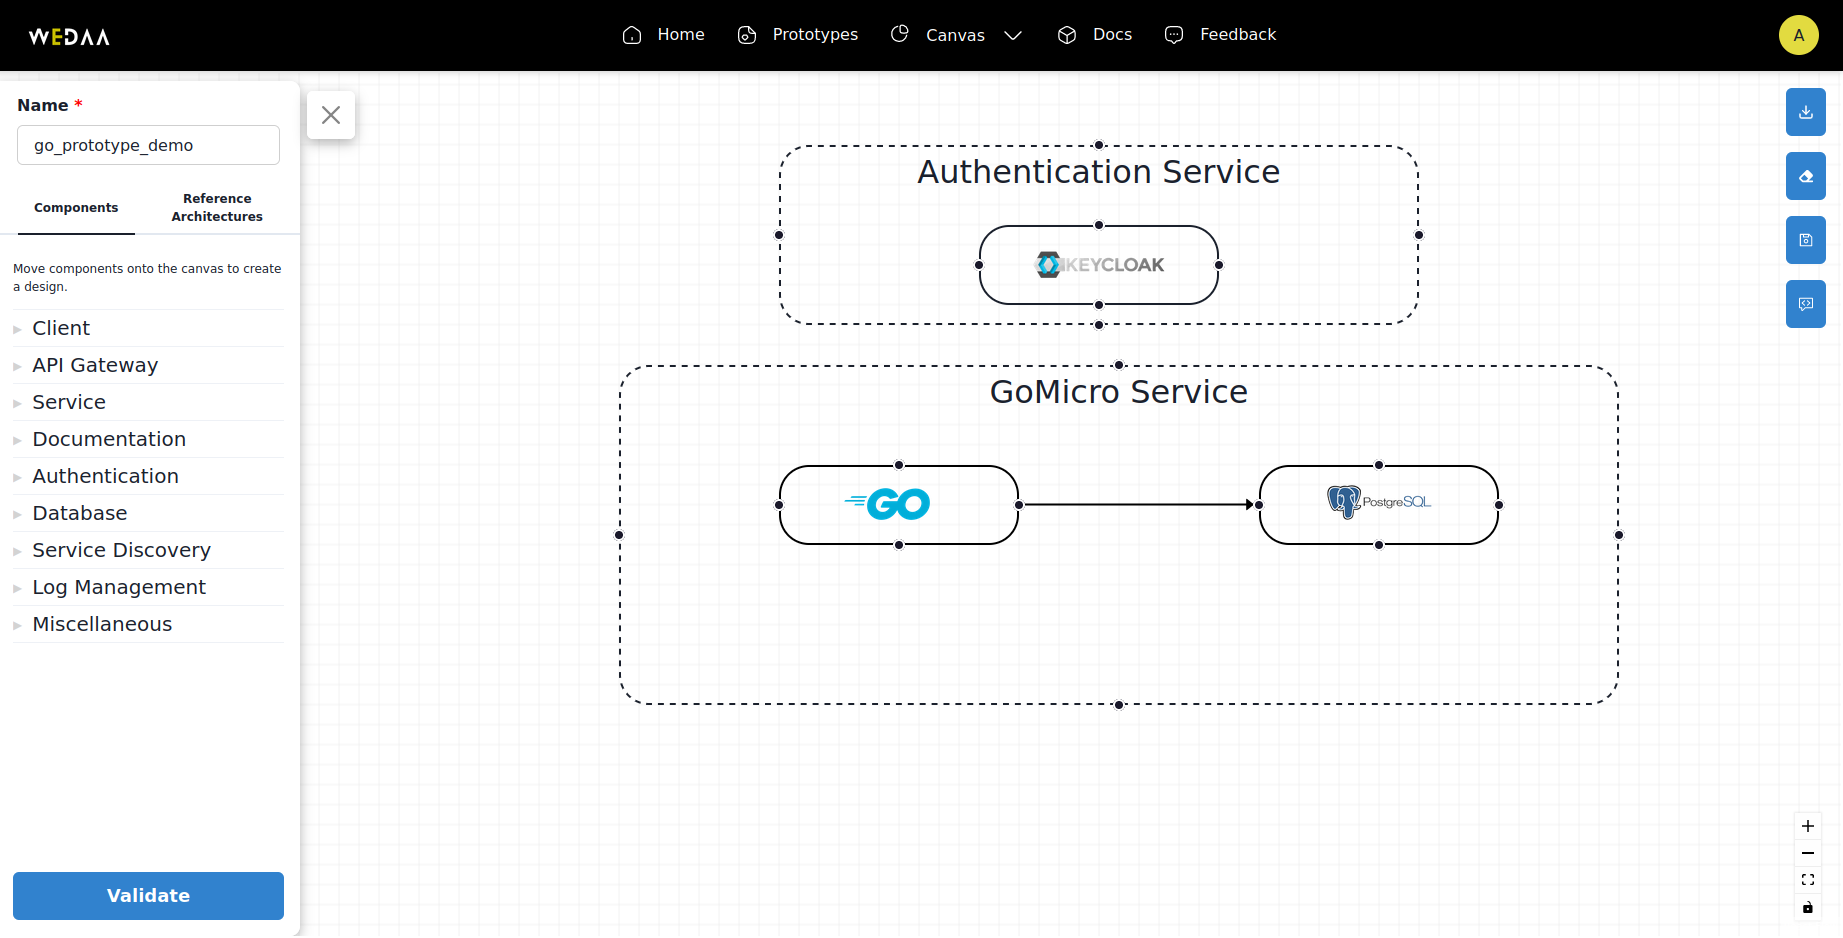 WEDAA
Home
Prototypes
Canvas
Docs
Feedback
A
Name *
go_prototype_demo
Components
Reference
Architectures
Move components onto the canvas to create
a design.
Client
API Gateway
Service
Documentation
Authentication
Database
Service Discovery
Log Management
Miscellaneous
Validate
Authentication Service
KEYCLOAK
GoMicro Service
GO
PostgreSQL